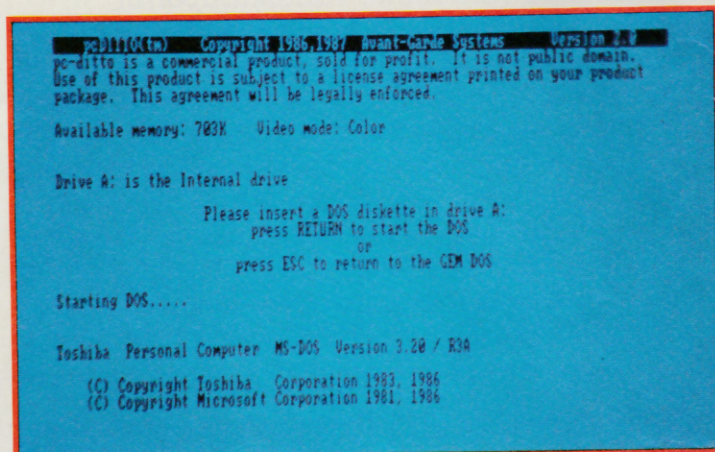 pcDITTO(tm) Copyright 1986,1987 Avant-Garde Systems Version 2.0
pc-ditto is a commercial product, sold for profit. It is not public domain.
Use of this product is subject to a license agreement printed on your product
package. This agreement will be legally enforced.
Available memory: 703K Video mode: Color
Drive A: is the Internal drive
Please insert a DOS diskette in drive A:
press RETURN to start the DOS
or
press ESC to return to the GEM DOS
Starting DOS.....
Toshiba Personal Computer MS-DOS Version 3.20 / R3A
(C) Copyright Toshiba Corporation 1983, 1986
(C) Copyright Microsoft Corporation 1981, 1986